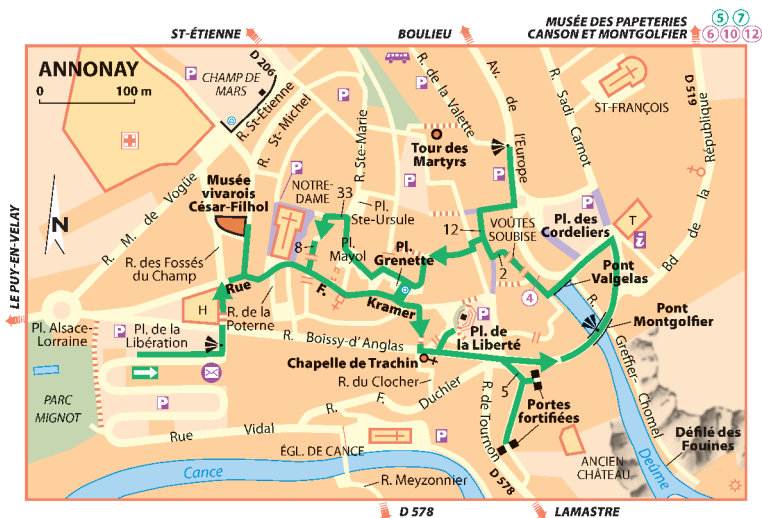 ST-ÉTIENNE
BOULIEU
MUSÉE DES PAPETERIES
CANSON ET MONTGOLFIER
5 7
6 10 12
ANNONAY
0 100 m
D 206
CHAMP DE
MARS
R. St-Étienne
R. St-Michel
R. Ste-Marie
R. de la Valette
Av. de l'Europe
R. Sadi Carnot
D 519
ST-FRANÇOIS
Bd de la République
P
P
P
P
P
P
P
P
P
P
P
P
Tour des
Martyrs
N
LE PUY-EN-VELAY
R. M. de Vogüe
Musée
vivarois
César-Filhol
NOTRE-
DAME
33
Pl.
Ste-Ursule
12
VOÛTES
SOUBISE
Pl. des
Cordeliers
T
i
R. des Fossés
du Champ
8
Pl.
Mayol
Pl.
Grenette
2
4
Pont
Valgelas
Rue F. Kramer
H
R. de la
Poterne
Pl. Alsace-
Lorraine
Pl. de la
Libération
R. Boissy-d'Anglas
Pl. de
la Liberté
Pont
Montgolfier
R. Greffier-Chomel
Chapelle de Trachin
R. du Clocher
R. F. Duchier
5
R. de Tournon
Portes
fortifiées
PARC
MIGNOT
Rue Vidal
ÉGL. DE CANCE
Cance
R. Meyzonnier
D 578
ANCIEN
CHÂTEAU
Deûme
Défilé des
Fouines
D 578
LAMASTRE